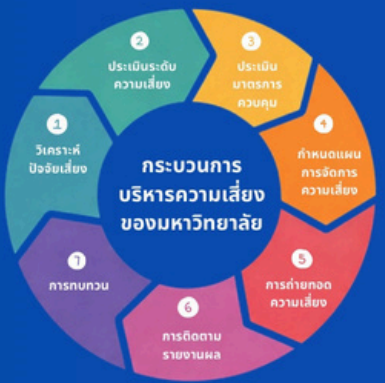 กระบวนการ
บริหารความเสี่ยง
ของมหาวิทยาลัย
1
วิเคราะห์
ปัจจัยเสี่ยง
2
ประเมินระดับ
ความเสี่ยง
3
ประเมิน
มาตรการ
ควบคุม
4
กำหนดแผน
การจัดการ
ความเสี่ยง
5
การถ่ายทอด
ความเสี่ยง
6
การติดตาม
รายงานผล
7
การทบทวน